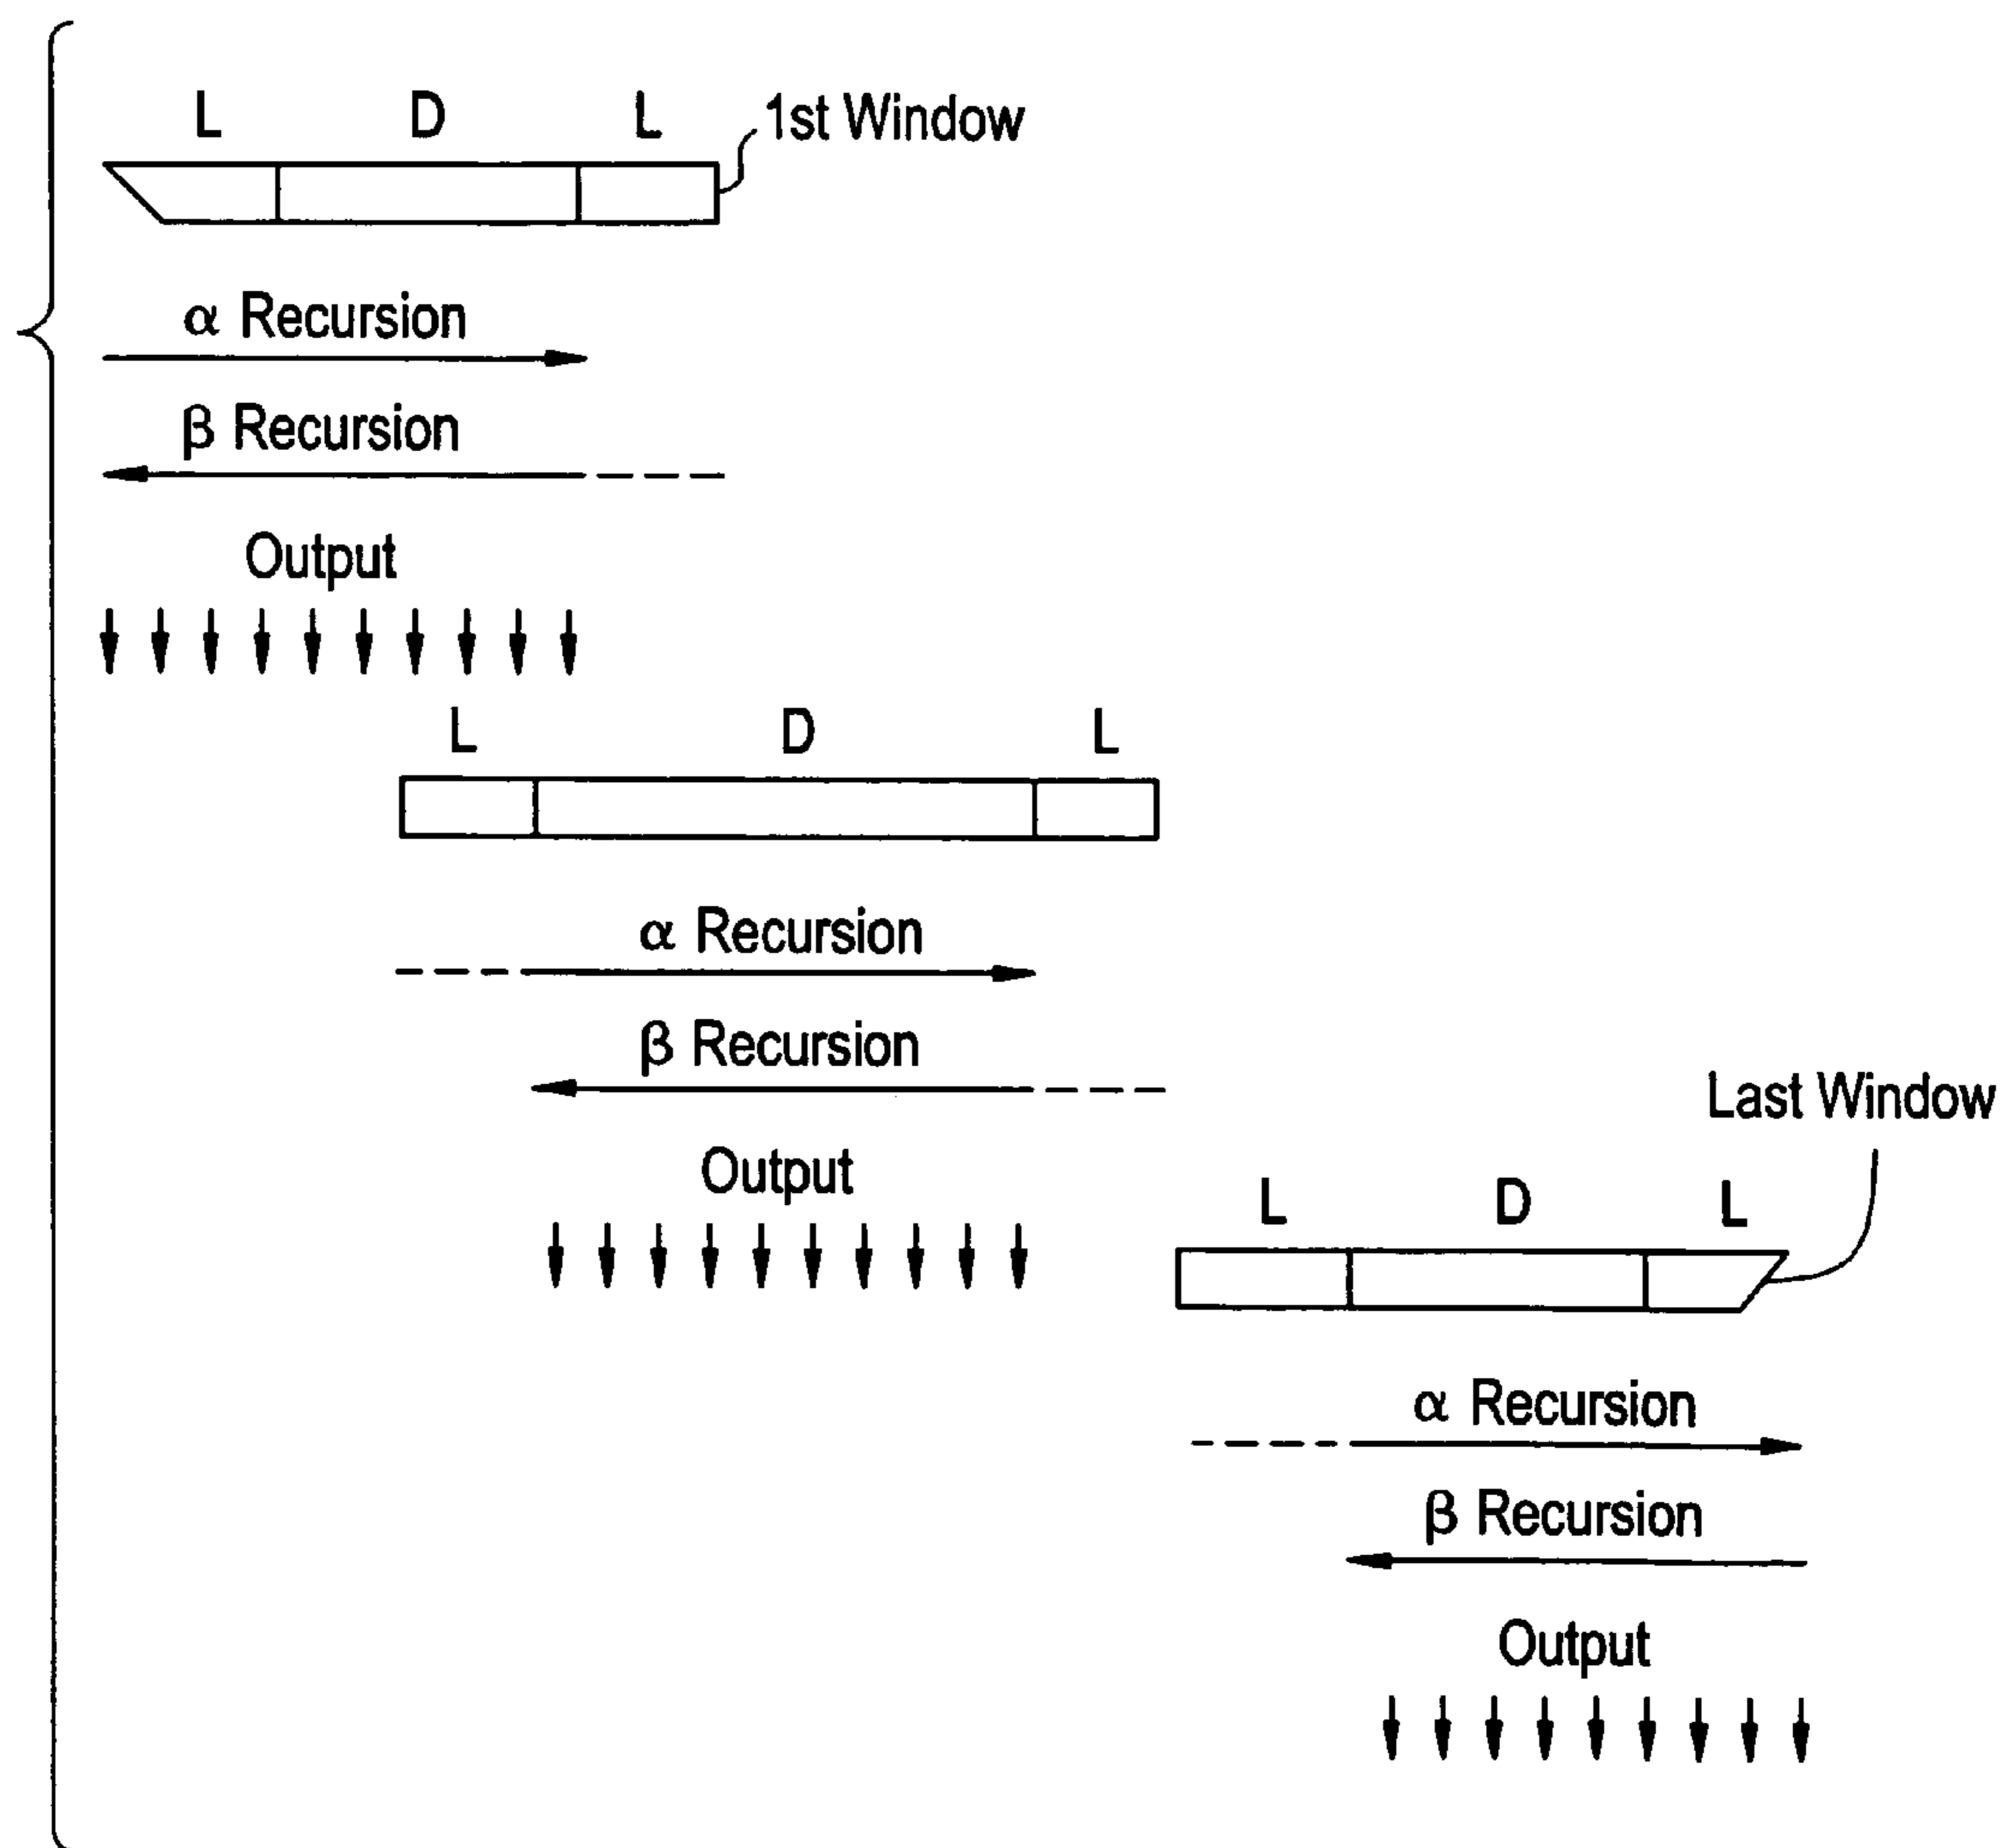 L D L 1st Window
α Recursion
β Recursion
Output
L D L
α Recursion
β Recursion
Output
Last Window
L D L
α Recursion
β Recursion
Output